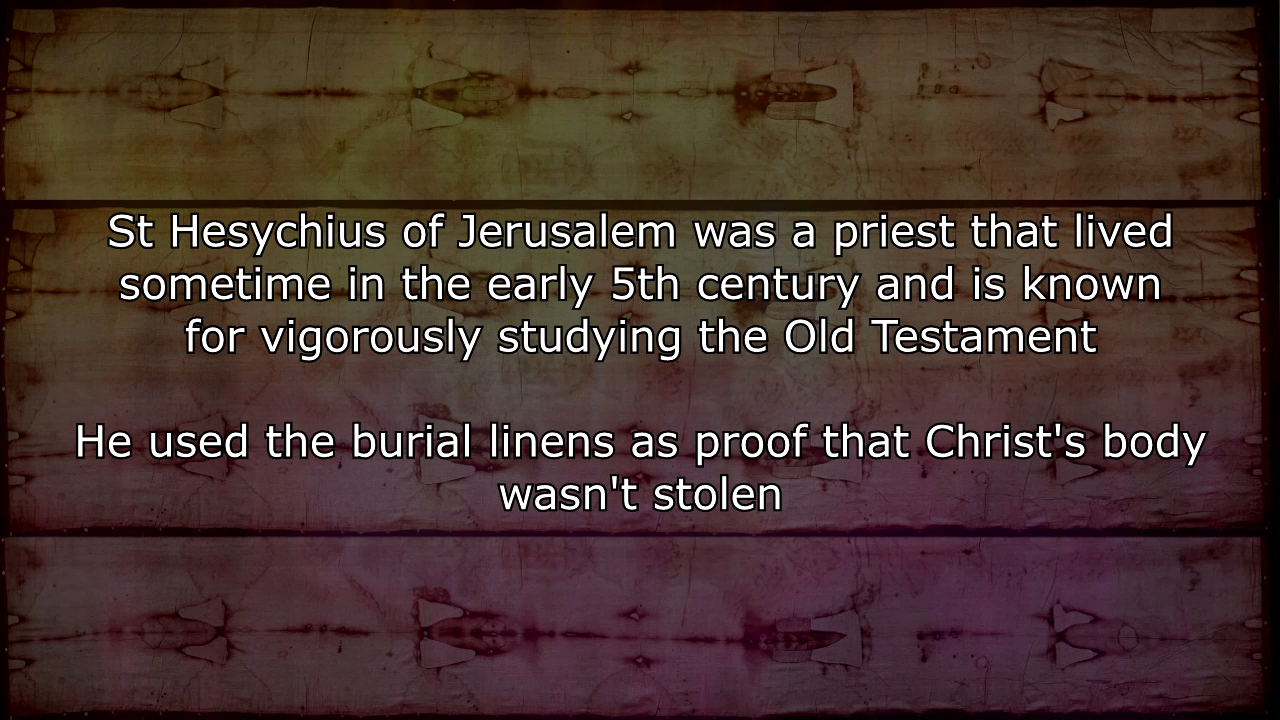 St Hesychius of Jerusalem was a priest that lived
sometime in the early 5th century and is known
for vigorously studying the Old Testament
He used the burial linens as proof that Christ's body
wasn't stolen